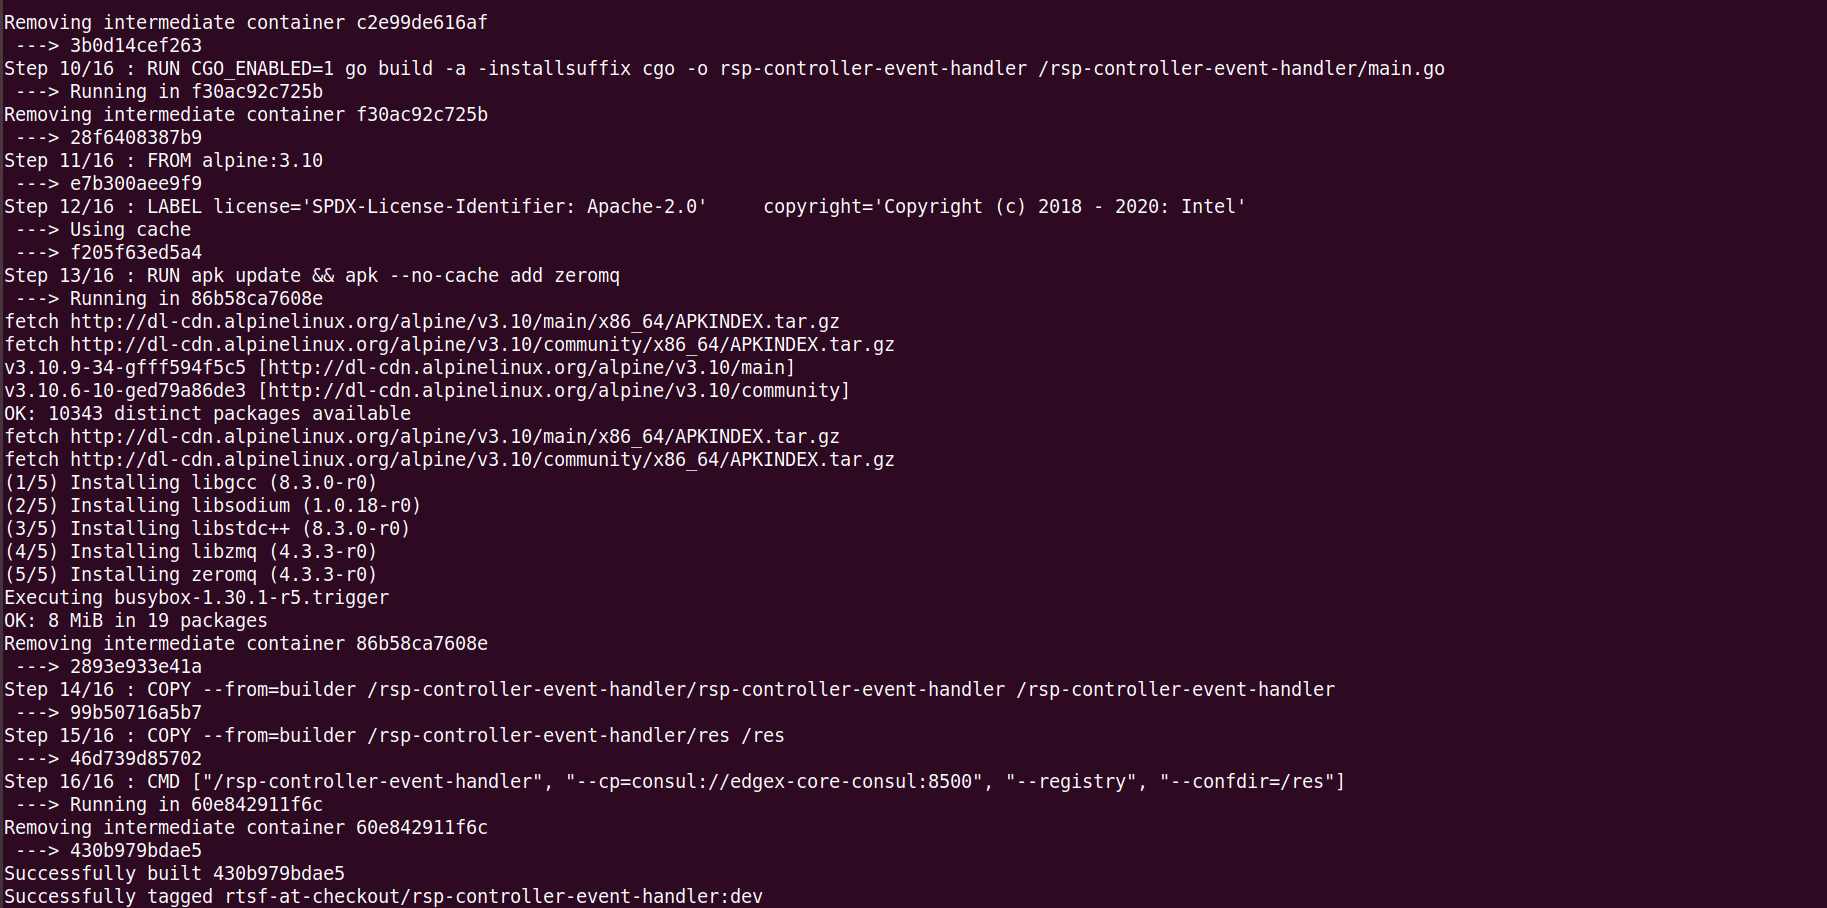 Removing intermediate container c2e99de616af
 ---> 3b0d14cef263
Step 10/16 : RUN CGO_ENABLED=1 go build -a -installsuffix cgo -o rsp-controller-event-handler /rsp-controller-event-handler/main.go
 ---> Running in f30ac92c725b
Removing intermediate container f30ac92c725b
 ---> 28f6408387b9
Step 11/16 : FROM alpine:3.10
 ---> e7b300aee9f9
Step 12/16 : LABEL license='SPDX-License-Identifier: Apache-2.0'     copyright='Copyright (c) 2018 - 2020: Intel'
 ---> Using cache
 ---> f205f63ed5a4
Step 13/16 : RUN apk update && apk --no-cache add zeromq
 ---> Running in 86b58ca7608e
fetch http://dl-cdn.alpinelinux.org/alpine/v3.10/main/x86_64/APKINDEX.tar.gz
fetch http://dl-cdn.alpinelinux.org/alpine/v3.10/community/x86_64/APKINDEX.tar.gz
v3.10.9-34-gfff594f5c5 [http://dl-cdn.alpinelinux.org/alpine/v3.10/main]
v3.10.6-10-ged79a86de3 [http://dl-cdn.alpinelinux.org/alpine/v3.10/community]
OK: 10343 distinct packages available
fetch http://dl-cdn.alpinelinux.org/alpine/v3.10/main/x86_64/APKINDEX.tar.gz
fetch http://dl-cdn.alpinelinux.org/alpine/v3.10/community/x86_64/APKINDEX.tar.gz
(1/5) Installing libgcc (8.3.0-r0)
(2/5) Installing libsodium (1.0.18-r0)
(3/5) Installing libstdc++ (8.3.0-r0)
(4/5) Installing libzmq (4.3.3-r0)
(5/5) Installing zeromq (4.3.3-r0)
Executing busybox-1.30.1-r5.trigger
OK: 8 MiB in 19 packages
Removing intermediate container 86b58ca7608e
 ---> 2893e933e41a
Step 14/16 : COPY --from=builder /rsp-controller-event-handler/rsp-controller-event-handler /rsp-controller-event-handler
 ---> 99b50716a5b7
Step 15/16 : COPY --from=builder /rsp-controller-event-handler/res /res
 ---> 46d739d85702
Step 16/16 : CMD ["/rsp-controller-event-handler", "--cp=consul://edgex-core-consul:8500", "--registry", "--confdir=/res"]
 ---> Running in 60e842911f6c
Removing intermediate container 60e842911f6c
 ---> 430b979bdae5
Successfully built 430b979bdae5
Successfully tagged rtsf-at-checkout/rsp-controller-event-handler:dev